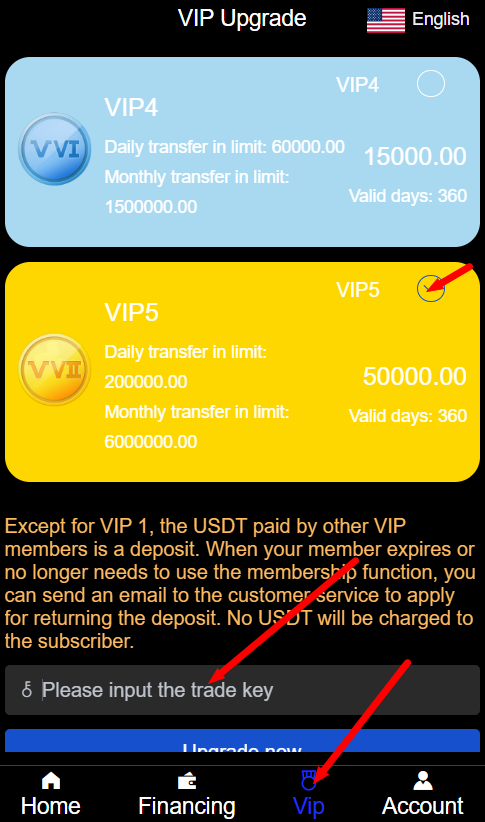 VIP Upgrade
English
VIP4
VIP4
Daily transfer in limit: 60000.00
15000.00
Monthly transfer in limit:
Valid days: 360
1500000.00
VVI
VIP5
VIP5
Daily transfer in limit:
200000.00
50000.00
Monthly transfer in limit:
Valid days: 360
6000000.00
VVII
Except for VIP 1, the USDT paid by other VIP
members is a deposit. When your member expires or
no longer needs to use the membership function, you
can send an email to the customer service to apply
for returning the deposit. No USDT will be charged to
the subscriber.
Please input the trade key
Upgrade now
Home
Financing
Vip
Account